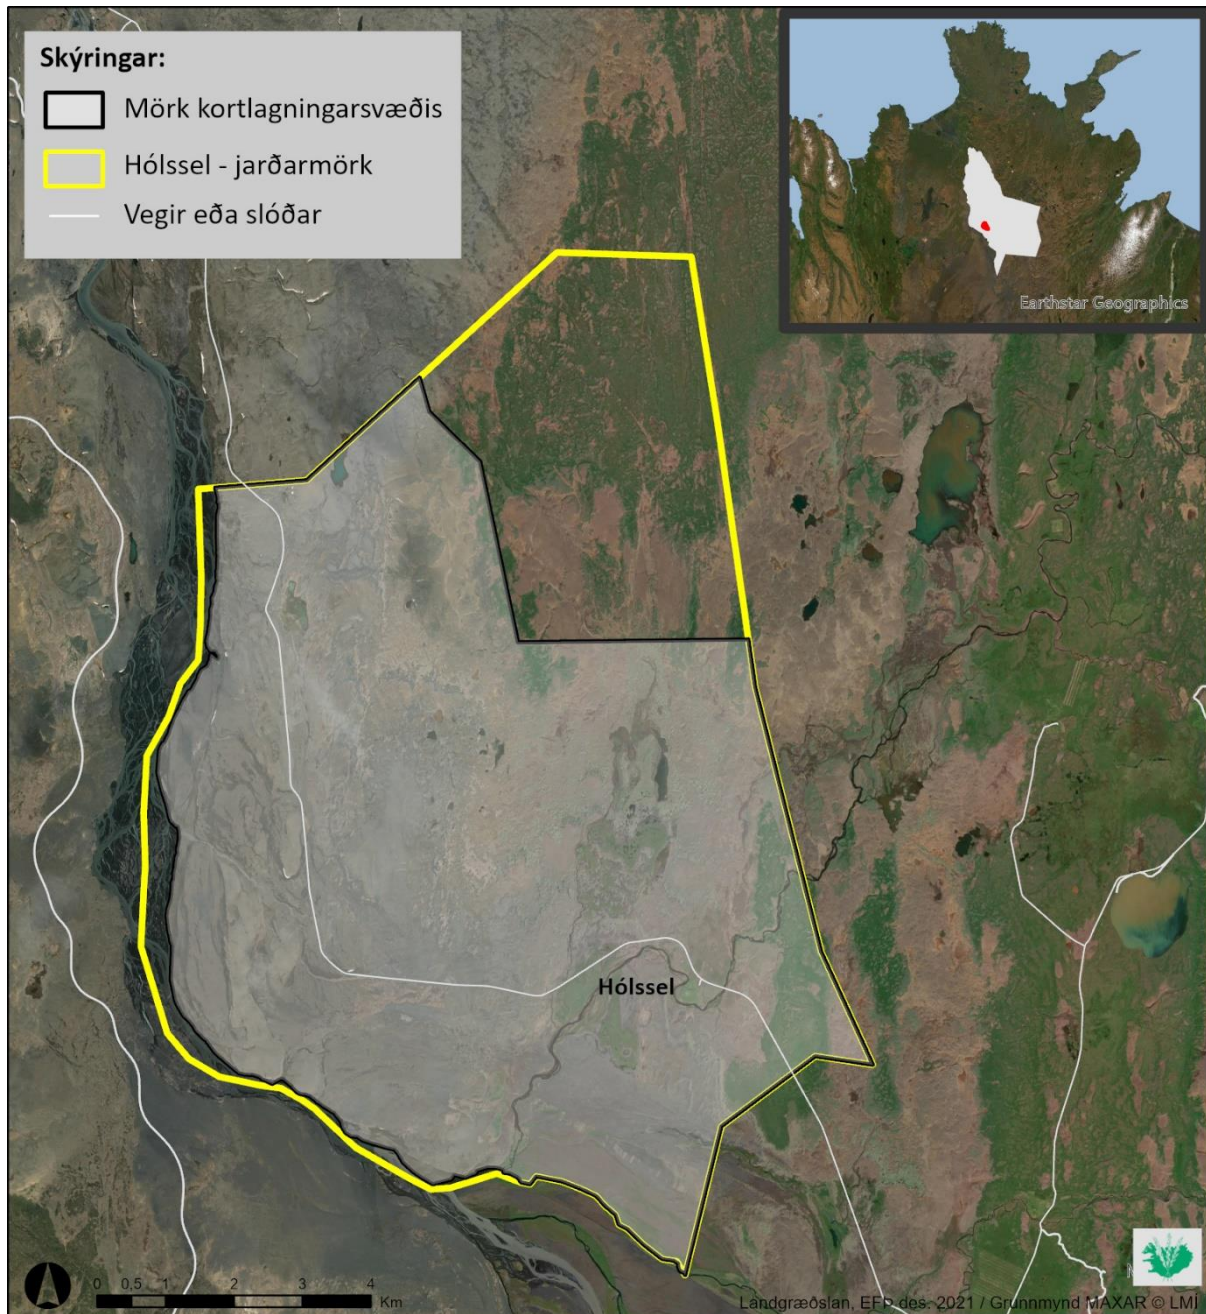 Skýringar:
Mörk kortlagningarsvæðis
Hólssel - jarðarmörk
Vegir eða slóðar
Earthstar Geographics
Hólssel
0 0,5 1 2 3 4
Km
Landgræðslan, EFÞ des. 2021 / Grunnmynd MAXAR © LMÍ